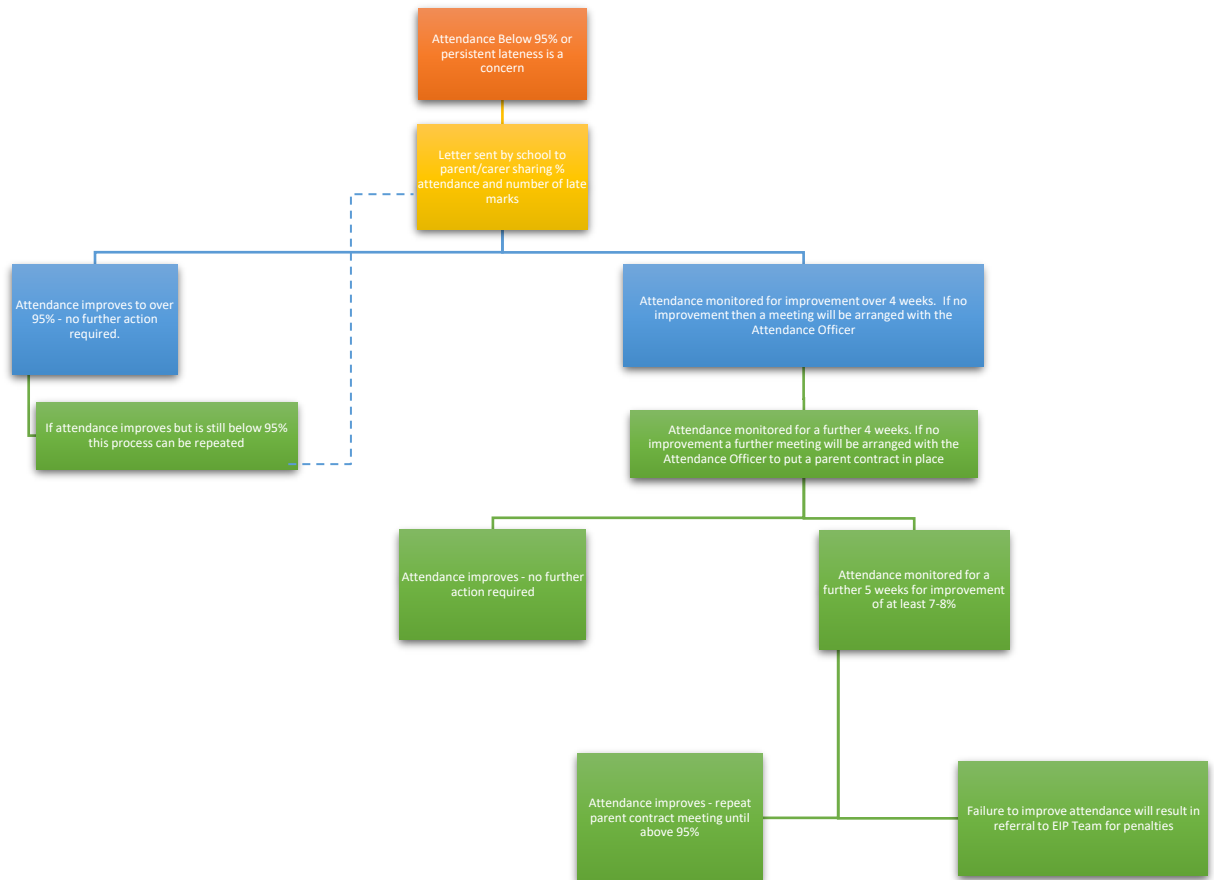 Attendance Below 95% or
persistent lateness is a
concern
Letter sent by school to
parent/carer sharing %
attendance and number of late
marks
Attendance improves to over
95% - no further action
required.
Attendance monitored for improvement over 4 weeks.  If no
improvement then a meeting will be arranged with the
Attendance Officer
If attendance improves but is still below 95%
this process can be repeated
Attendance monitored for a further 4 weeks. If no
improvement a further meeting will be arranged with the
Attendance Officer to put a parent contract in place
Attendance improves - no further
action required
Attendance monitored for a
further 5 weeks for improvement
of at least 7-8%
Attendance improves - repeat
parent contract meeting until
above 95%
Failure to improve attendance will result in
referral to EIP Team for penalties